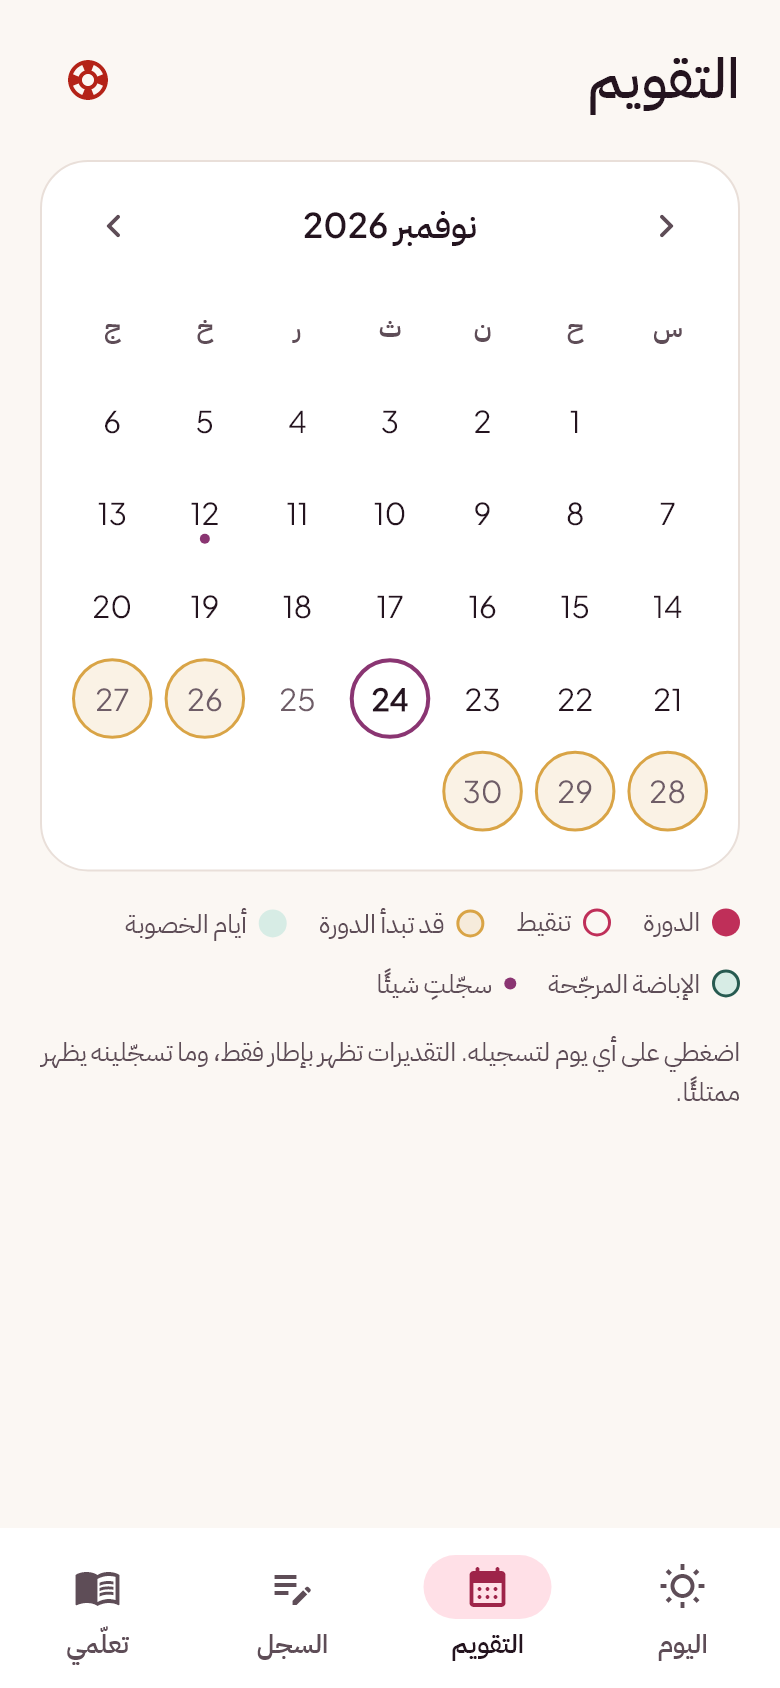 التقويم
نوفمبر 2026
س ح ن ث ر خ ج
1 2 3 4 5 6
7 8 9 10 11 12 13
14 15 16 17 18 19 20
21 22 23 24 25 26 27
28 29 30
الدورة تنقيط قد تبدأ الدورة أيام الخصوبة
الإباضة المرجّحة سجّلتِ شيئًا
اضغطي على أي يوم لتسجيله. التقديرات تظهر بإطار فقط، وما تسجّلينه يظهر
ممتلئًا.
اليوم التقويم السجل تعلّمي